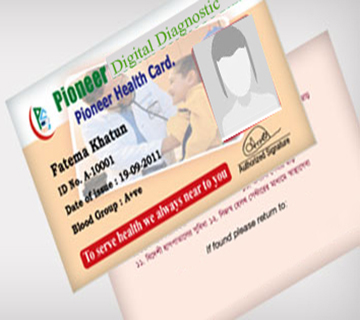 Pioneer Digital Diagnostic
Pioneer Health Card.
Fatema Khatun
ID No. A-10001
Date of issue : 19-09-2011
Blood Group : A+ve
Authorized Signature
To serve health we always near to you
If found please return to: